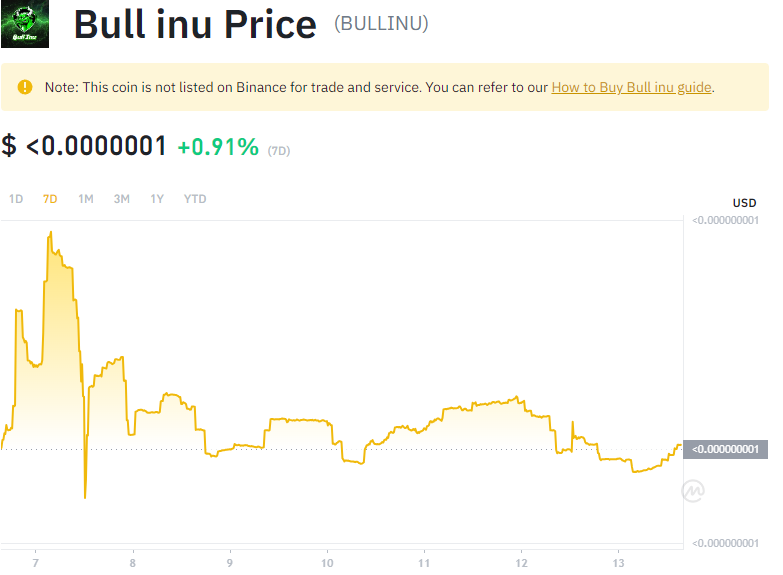 Bull Inu
Bull inu Price (BULLINU)
Note: This coin is not listed on Binance for trade and service. You can refer to our How to Buy Bull inu guide.
$ <0.0000001 +0.91% (7D)
1D 7D 1M 3M 1Y YTD
USD
<0.000000001
<0.000000001
<0.000000001
7 8 9 10 11 12 13